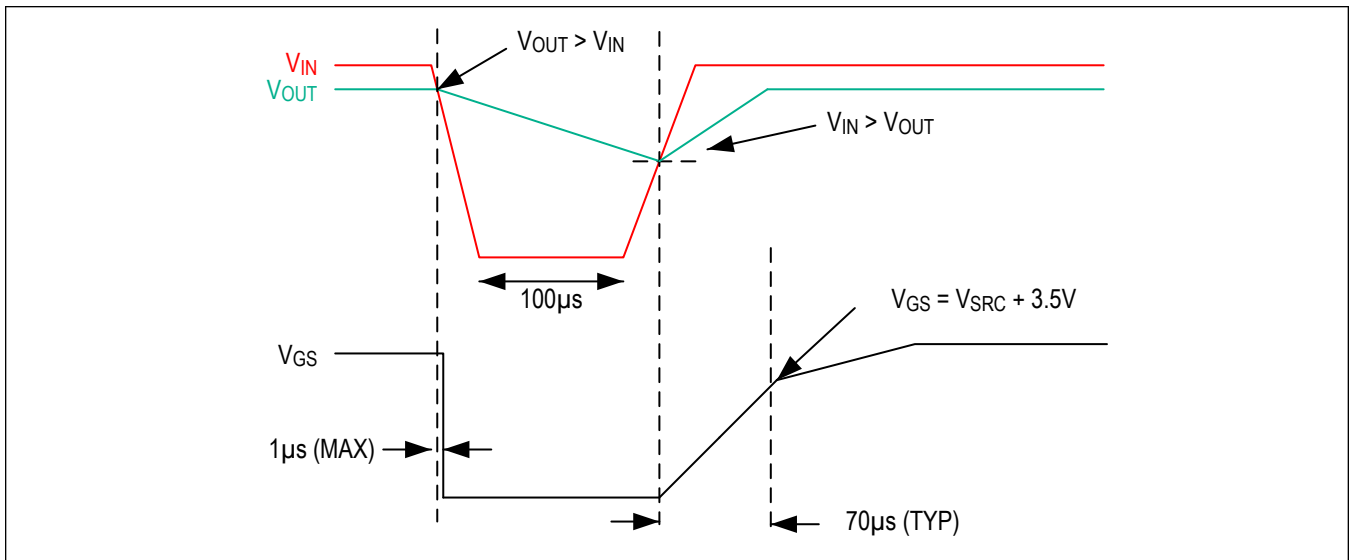 VOUT > VIN
VIN
VOUT
VIN > VOUT
100µs
VGS = VSRC + 3.5V
VGS
1µs (MAX)
70µs (TYP)